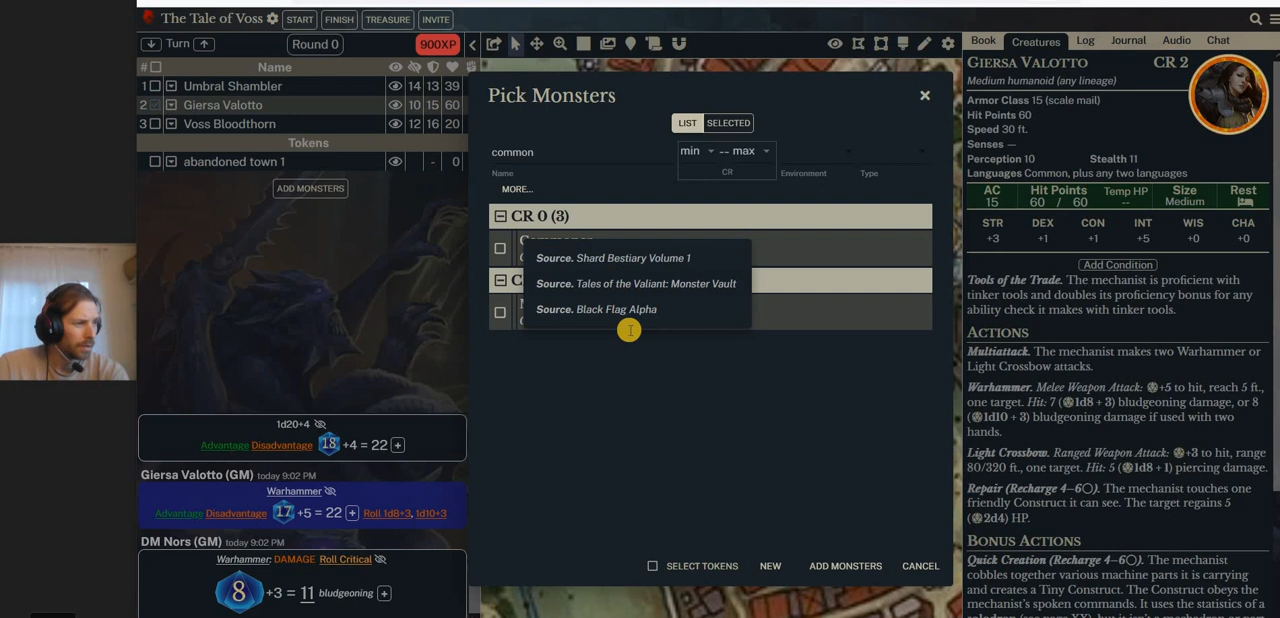 The Tale of Voss START FINISH TREASURE INVITE
Turn Round 0 900XP
# Name
1 Umbral Shambler 14 13 39
2 Giersa Valotto 10 15 60
3 Voss Bloodthorn 12 16 20
Tokens
abandoned town 1 - 0
ADD MONSTERS
1d20+4
Advantage Disadvantage 18 +4 = 22 +
Giersa Valotto (GM) today 9:02 PM
Warhammer
Advantage Disadvantage 17 +5 = 22 + Roll 1d8+3, 1d10+3
DM Nors (GM) today 9:02 PM
Warhammer: DAMAGE Roll Critical
8 +3 = 11 bludgeoning +
Pick Monsters
LIST SELECTED
common min -- max
Name CR Environment Type
MORE...
CR 0 (3)
Source. Shard Bestiary Volume 1
Source. Tales of the Valiant: Monster Vault
Source. Black Flag Alpha
SELECT TOKENS NEW ADD MONSTERS CANCEL
Book Creatures Log Journal Audio Chat
GIERSA VALOTTO CR 2
Medium humanoid (any lineage)
Armor Class 15 (scale mail)
Hit Points 60
Speed 30 ft.
Senses —
Perception 10 Stealth 11
Languages Common, plus any two languages
AC Hit Points Temp HP Size Rest
15 60 / 60 -- Medium
STR DEX CON INT WIS CHA
+3 +1 +1 +5 +0 +0
Add Condition
Tools of the Trade. The mechanist is proficient with
tinker tools and doubles its proficiency bonus for any
ability check it makes with tinker tools.
ACTIONS
Multiattack. The mechanist makes two Warhammer or
Light Crossbow attacks.
Warhammer. Melee Weapon Attack: +5 to hit, reach 5 ft.,
one target. Hit: 7 (1d8 + 3) bludgeoning damage, or 8
(1d10 + 3) bludgeoning damage if used with two
hands.
Light Crossbow. Ranged Weapon Attack: +3 to hit, range
80/320 ft., one target. Hit: 5 (1d8 + 1) piercing damage.
Repair (Recharge 4–6). The mechanist touches one
friendly Construct it can see. The target regains 5
(2d4) HP.
BONUS ACTIONS
Quick Creation (Recharge 4–6). The mechanist
cobbles together various machine parts it is carrying
and creates a Tiny Construct. The Construct obeys the
mechanist's spoken commands. It uses the statistics of a